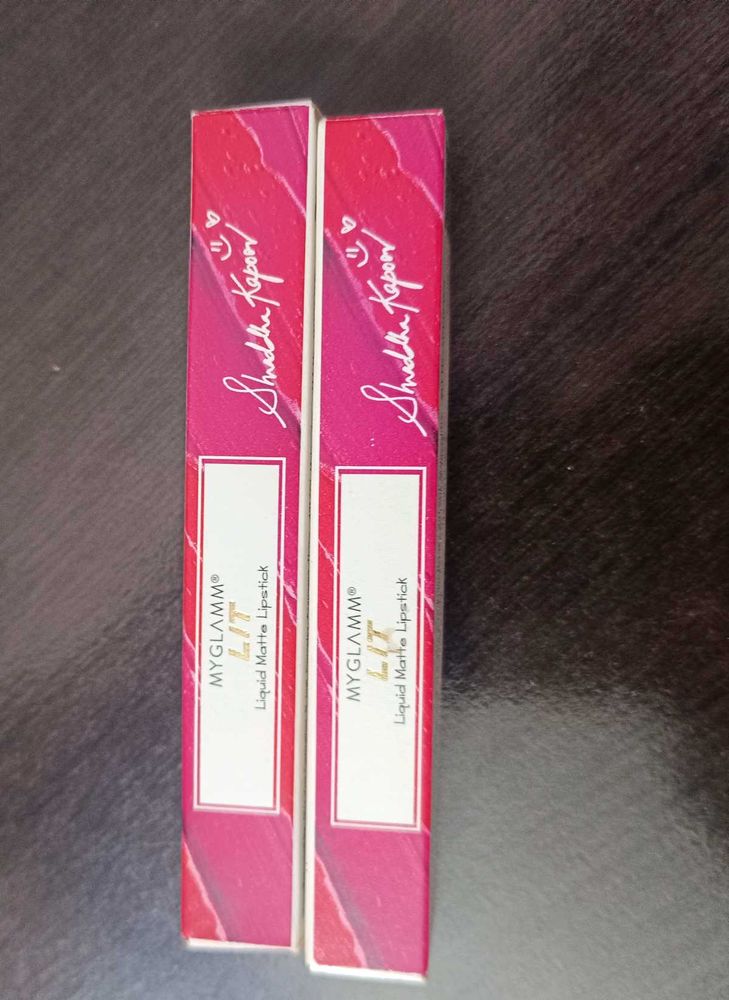 MYGLAMM®
LIT
Liquid Matte Lipstick
Shraddha Kapoor
MYGLAMM®
LIT
Liquid Matte Lipstick
Shraddha Kapoor